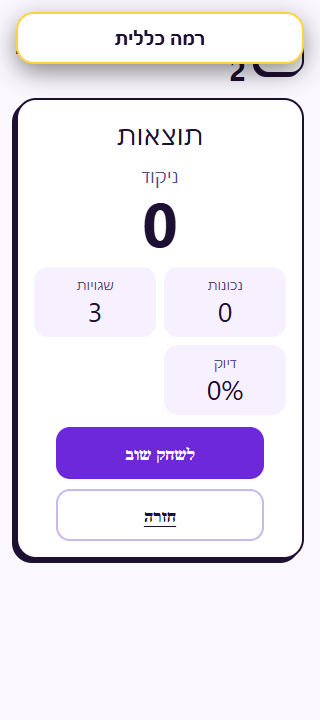 רמה כללית
2
תוצאות
ניקוד
0
נכונות
0
שגויות
3
דיוק
0%
לשחק שוב
חזרה